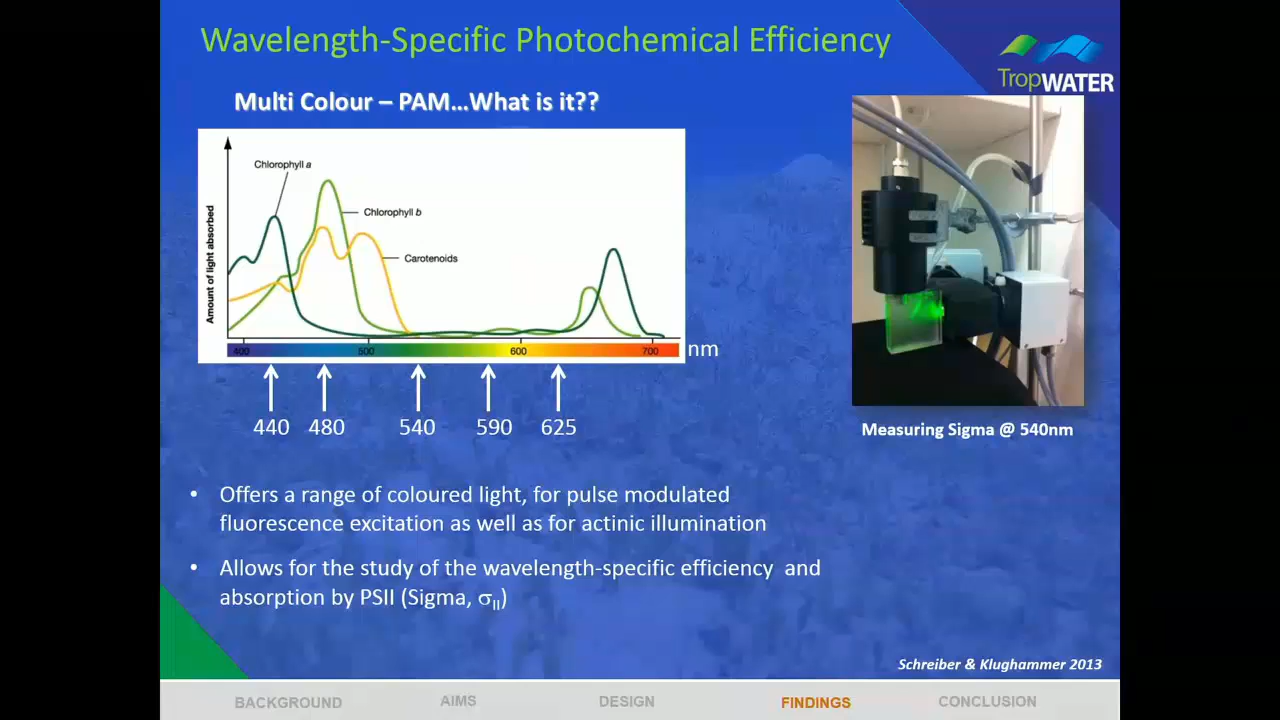 Wavelength-Specific Photochemical Efficiency
TropWATER
Multi Colour – PAM...What is it??
Chlorophyll a
Chlorophyll b
Carotenoids
Amount of light absorbed
400 500 600 700 nm
440 480 540 590 625
Measuring Sigma @ 540nm
• Offers a range of coloured light, for pulse modulated
fluorescence excitation as well as for actinic illumination
• Allows for the study of the wavelength-specific efficiency and
absorption by PSII (Sigma, σII)
Schreiber & Klughammer 2013
BACKGROUND AIMS DESIGN FINDINGS CONCLUSION